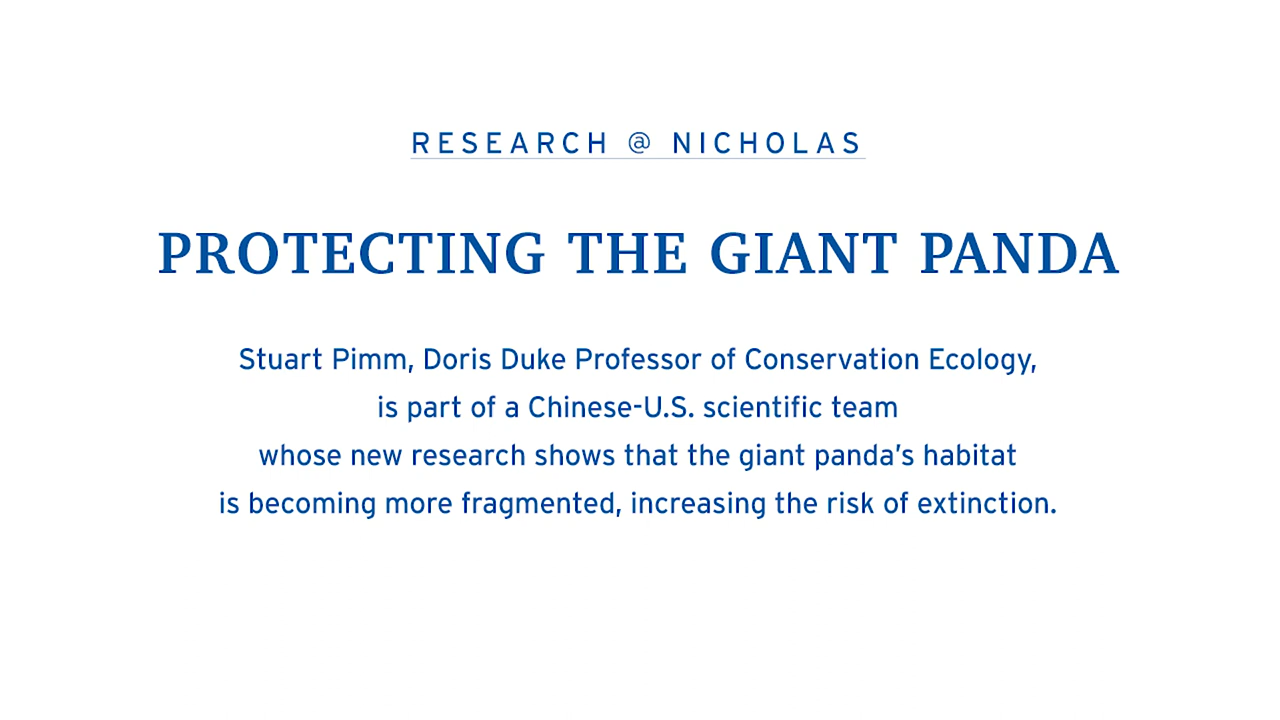 RESEARCH @ NICHOLAS
PROTECTING THE GIANT PANDA
Stuart Pimm, Doris Duke Professor of Conservation Ecology,
is part of a Chinese-U.S. scientific team
whose new research shows that the giant panda’s habitat
is becoming more fragmented, increasing the risk of extinction.